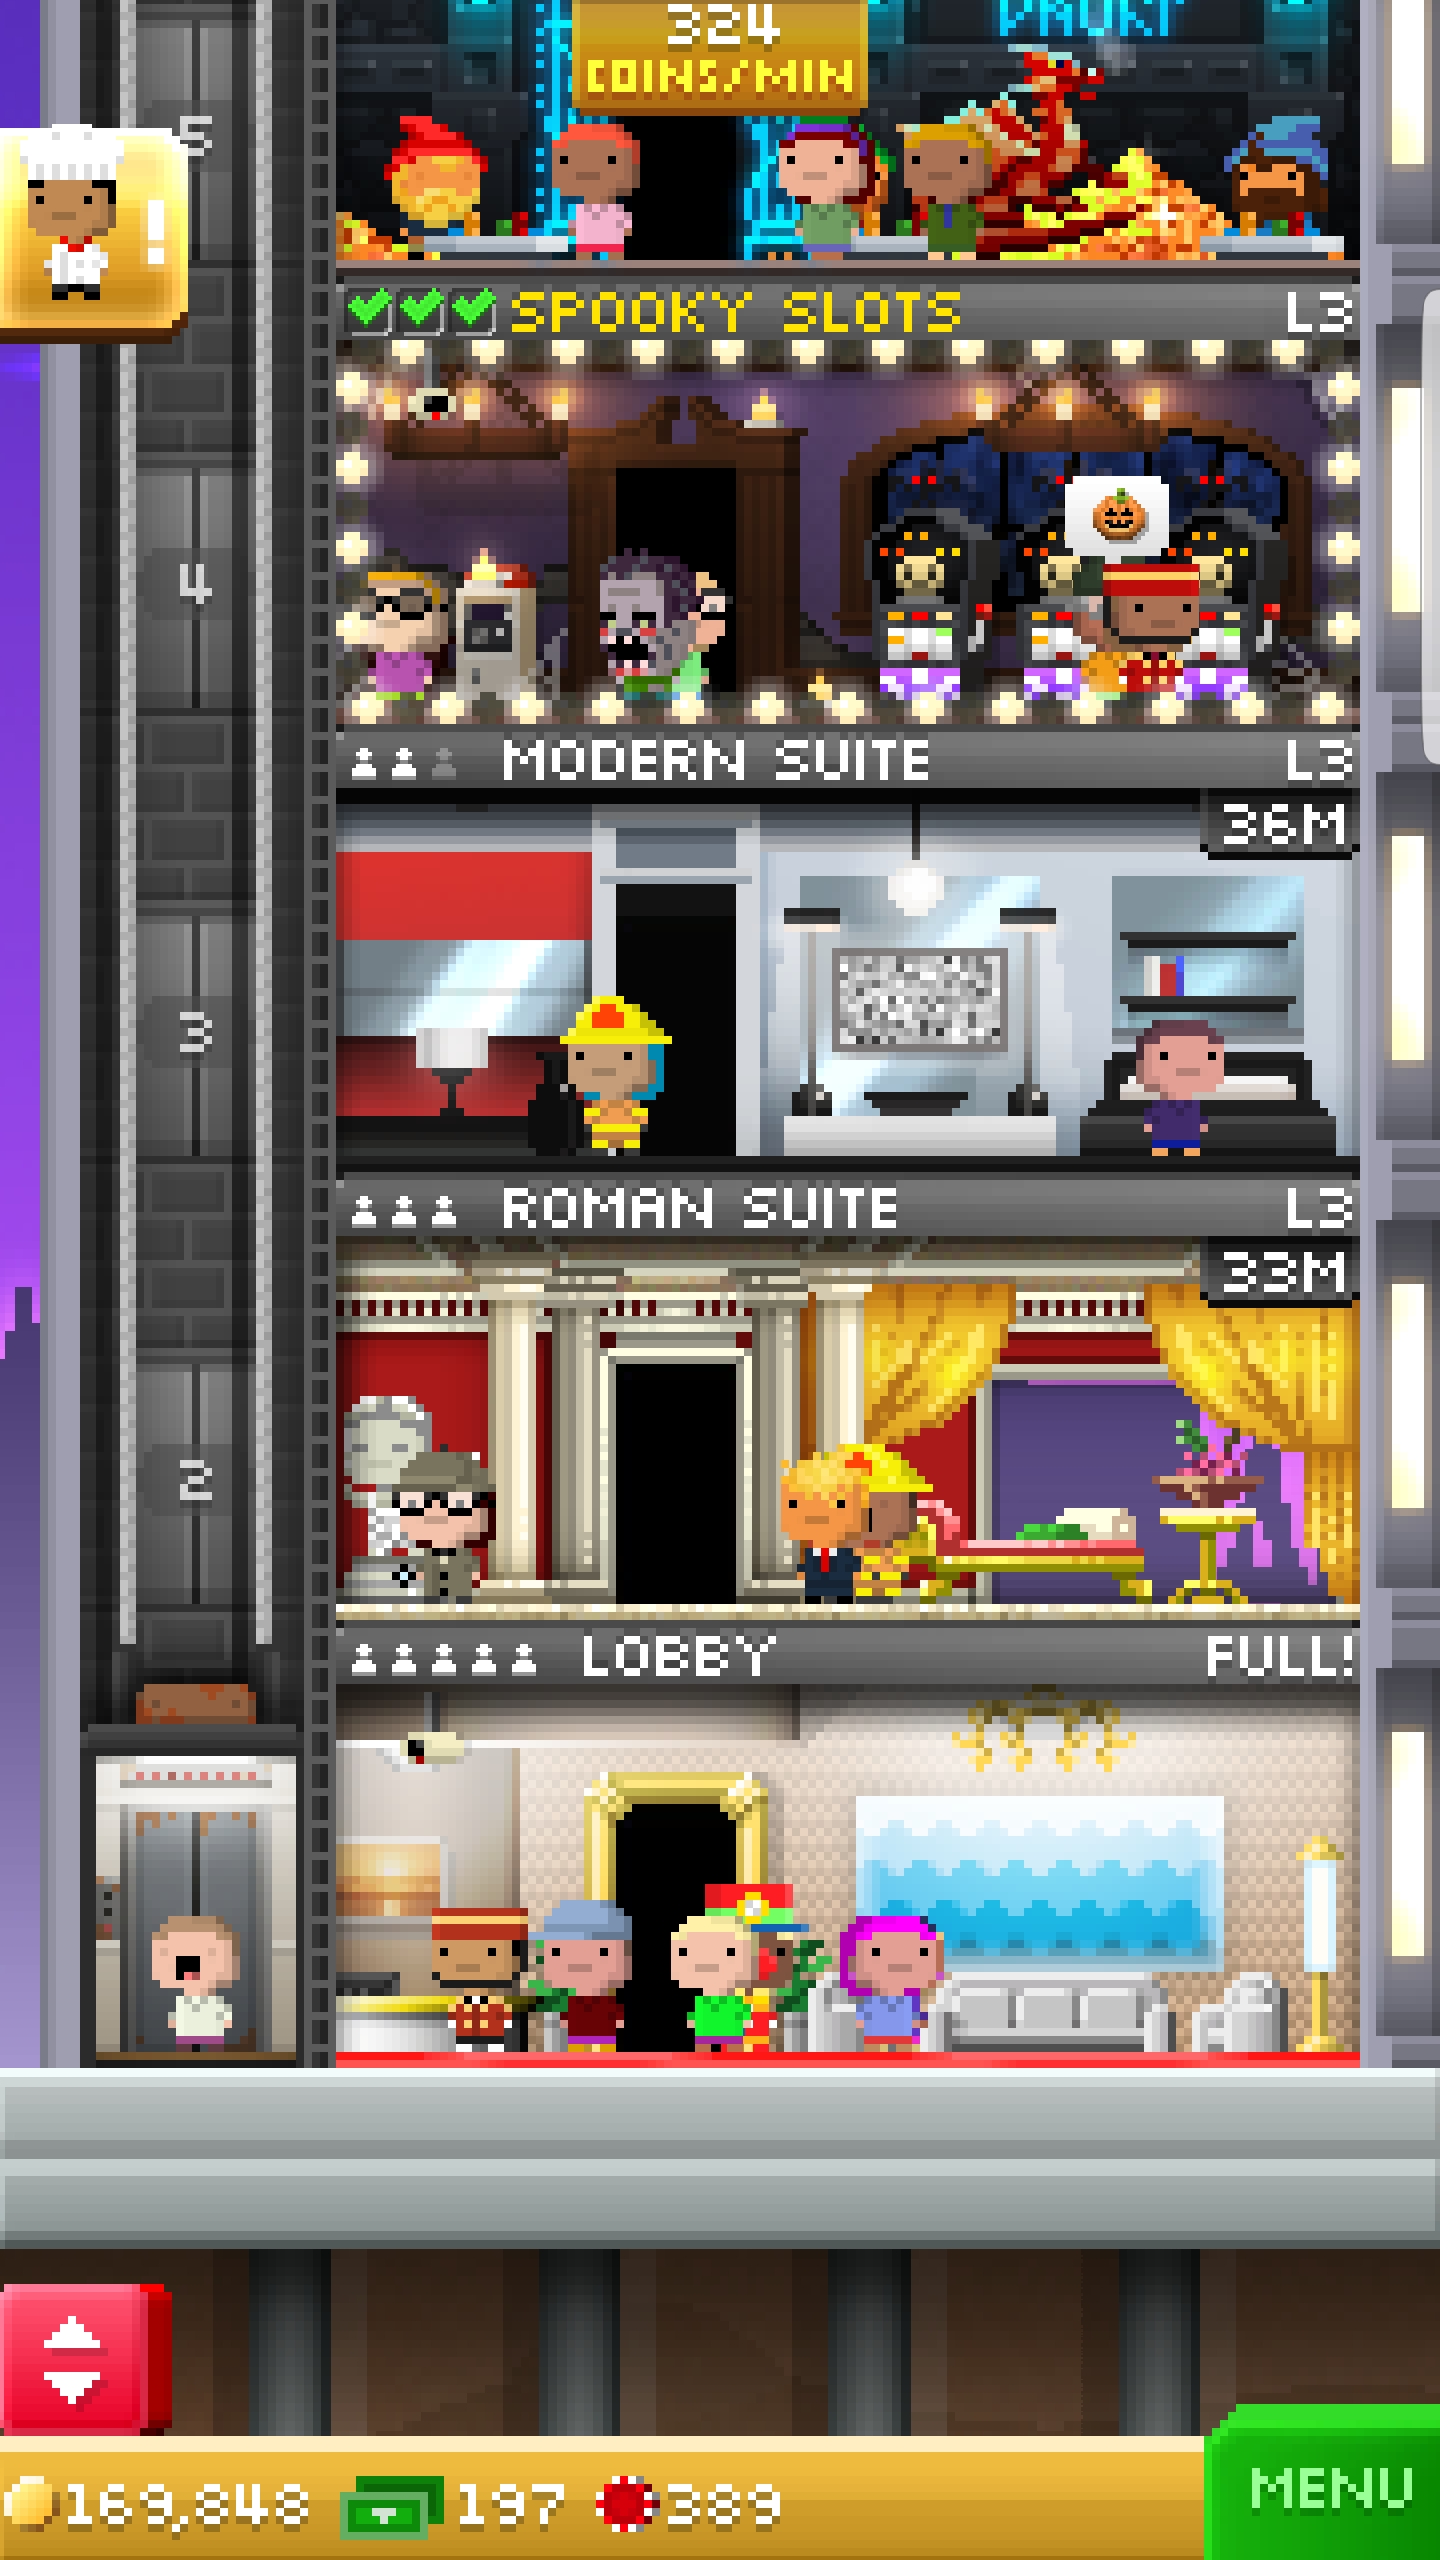 324
COINS/MIN
5
!
SPOOKY SLOTS L3
4
MODERN SUITE L3
36M
3
ROMAN SUITE L3
33M
2
LOBBY FULL!
169,848 197 389
MENU